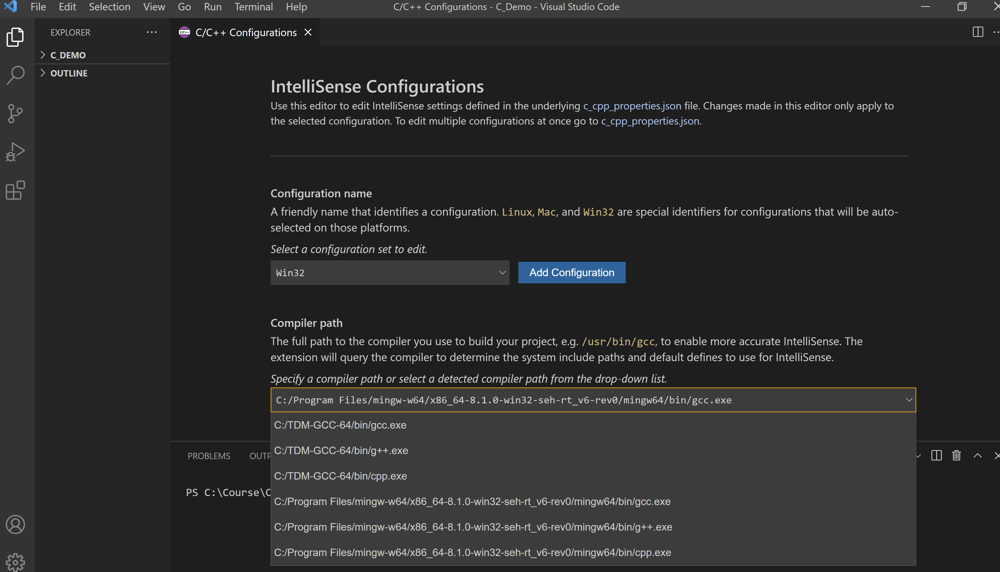 File Edit Selection View Go Run Terminal Help
C/C++ Configurations - C_Demo - Visual Studio Code
EXPLORER
C/C++ Configurations
C_DEMO
OUTLINE
IntelliSense Configurations
Use this editor to edit IntelliSense settings defined in the underlying c_cpp_properties.json file. Changes made in this editor only apply to
the selected configuration. To edit multiple configurations at once go to c_cpp_properties.json.
Configuration name
A friendly name that identifies a configuration. Linux, Mac, and Win32 are special identifiers for configurations that will be auto-
selected on those platforms.
Select a configuration set to edit.
Win32
Add Configuration
Compiler path
The full path to the compiler you use to build your project, e.g. /usr/bin/gcc, to enable more accurate IntelliSense. The
extension will query the compiler to determine the system include paths and default defines to use for IntelliSense.
Specify a compiler path or select a detected compiler path from the drop-down list.
C:/Program Files/mingw-w64/x86_64-8.1.0-win32-seh-rt_v6-rev0/mingw64/bin/gcc.exe
C:/TDM-GCC-64/bin/gcc.exe
C:/TDM-GCC-64/bin/g++.exe
C:/TDM-GCC-64/bin/cpp.exe
C:/Program Files/mingw-w64/x86_64-8.1.0-win32-seh-rt_v6-rev0/mingw64/bin/gcc.exe
C:/Program Files/mingw-w64/x86_64-8.1.0-win32-seh-rt_v6-rev0/mingw64/bin/g++.exe
C:/Program Files/mingw-w64/x86_64-8.1.0-win32-seh-rt_v6-rev0/mingw64/bin/cpp.exe
PROBLEMS OUTP
PS C:\Course\C